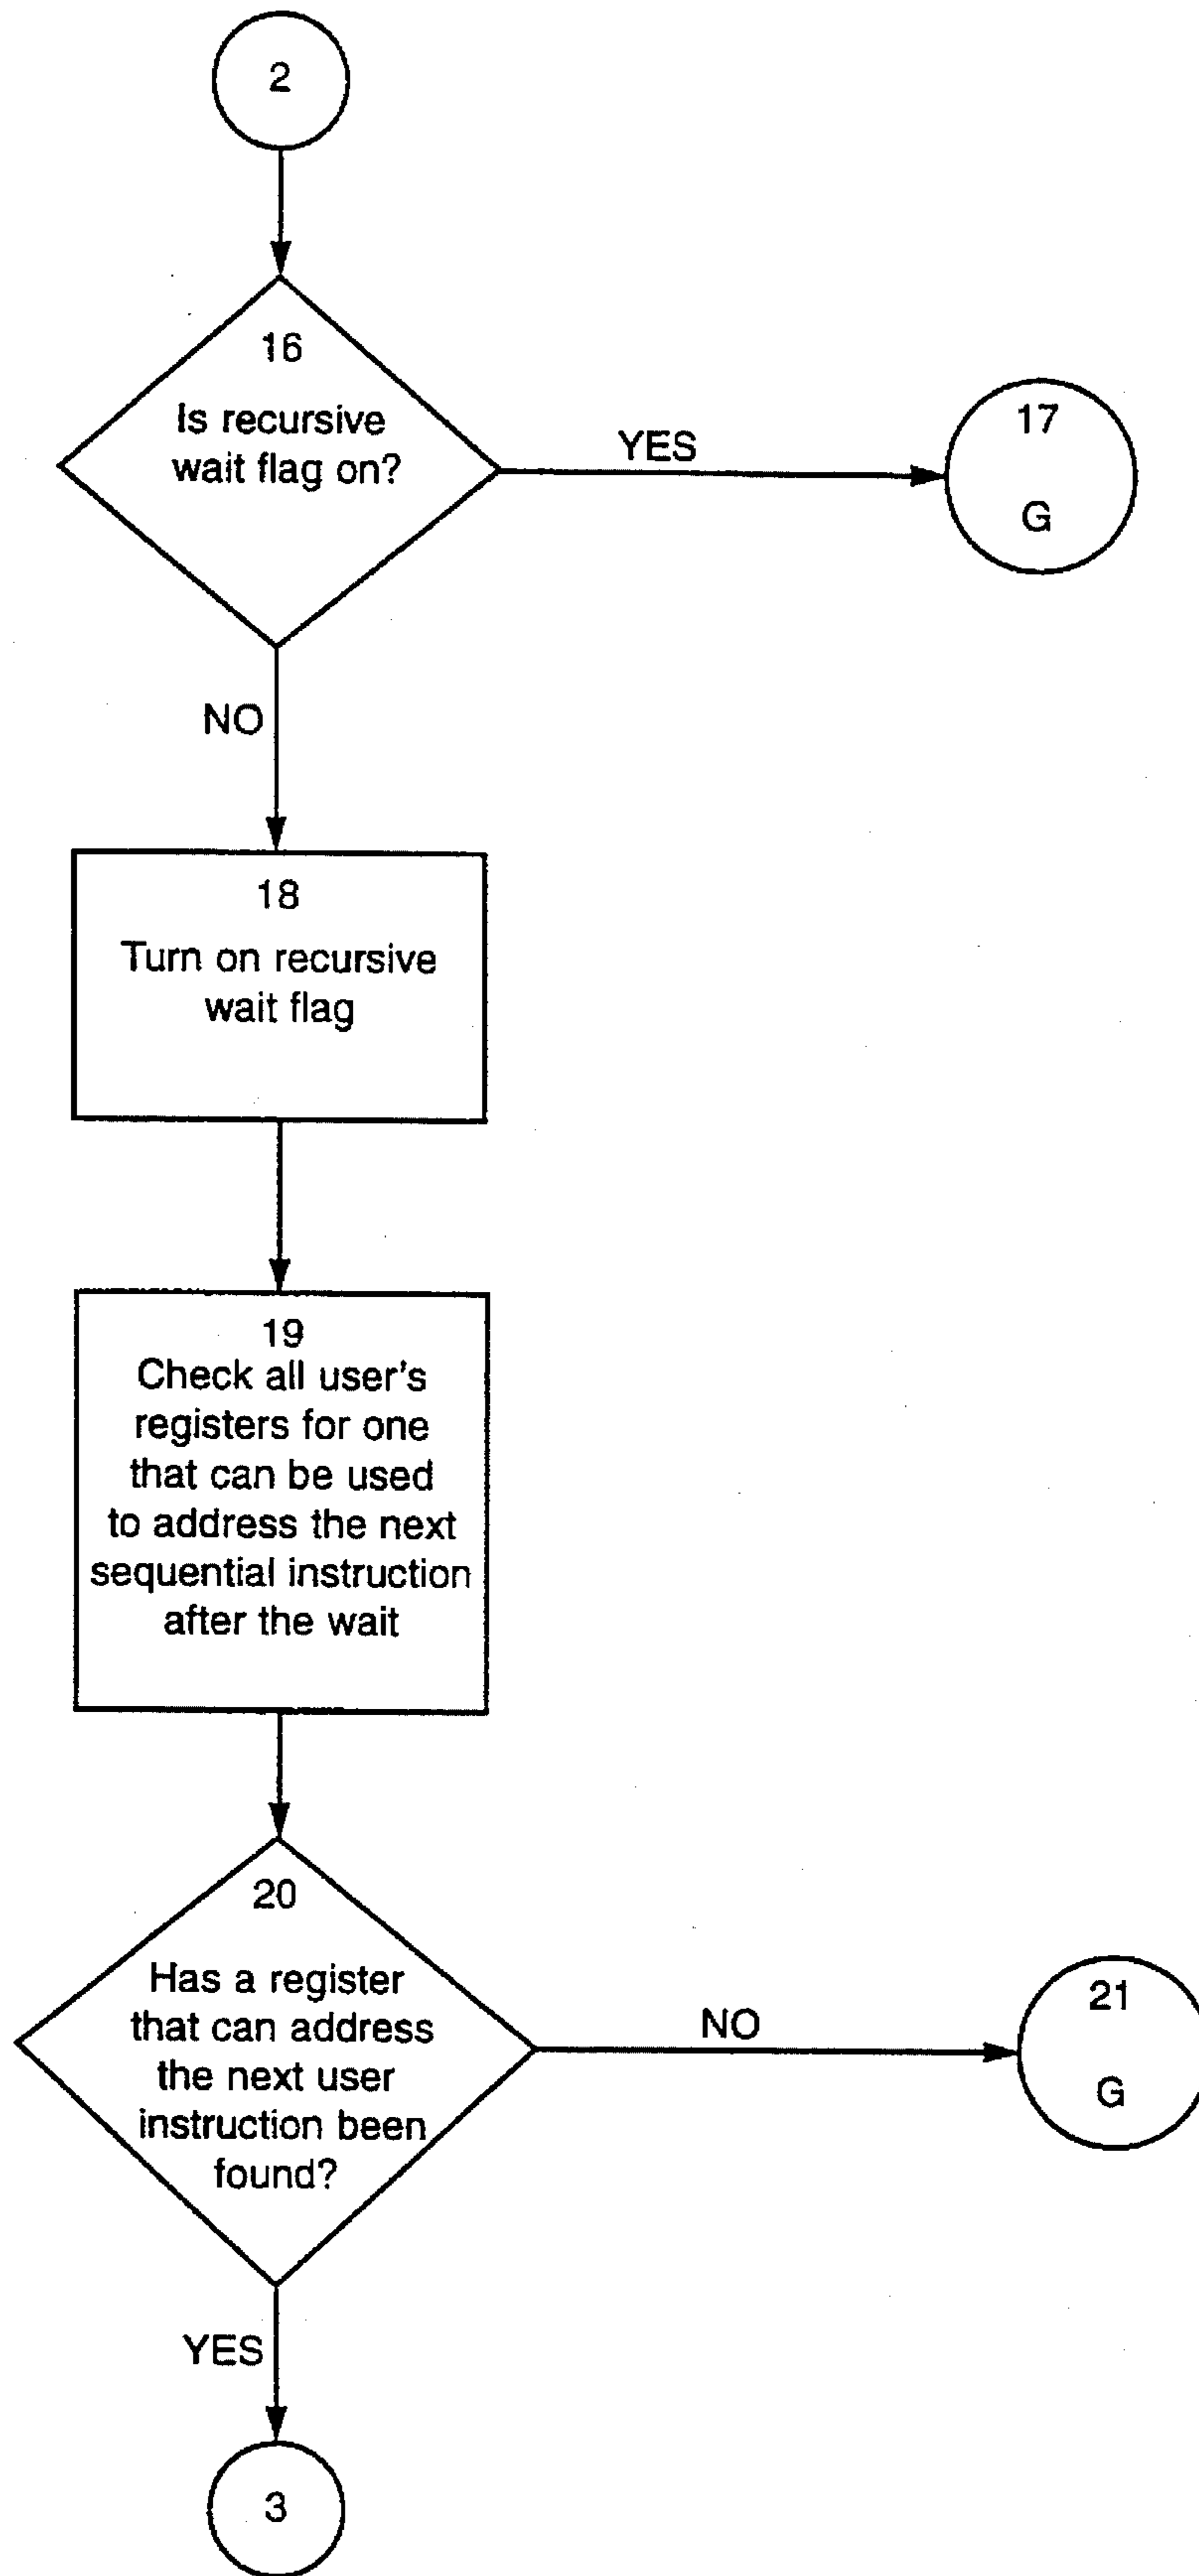 2
16
Is recursive
wait flag on?
YES
17
G
NO
18
Turn on recursive
wait flag
19
Check all user's
registers for one
that can be used
to address the next
sequential instruction
after the wait
20
Has a register
that can address
the next user
instruction been
found?
NO
21
G
YES
3